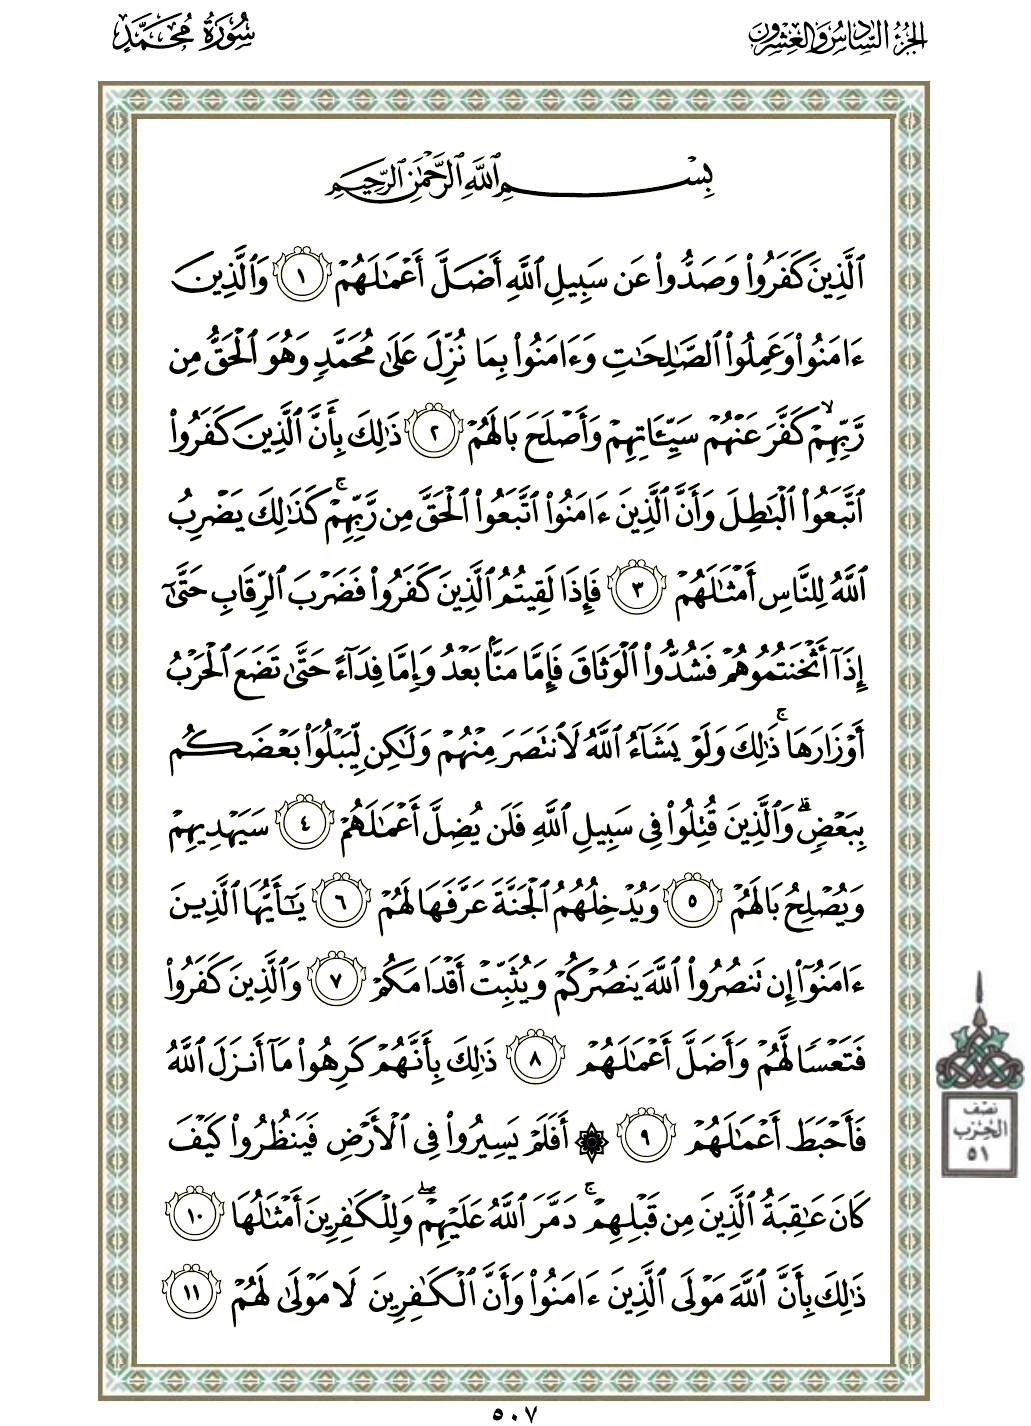 الجزء السادس والعشرون
سورة محمد
بِسْمِ ٱللَّهِ ٱلرَّحْمَٰنِ ٱلرَّحِيمِ
ٱلَّذِينَ كَفَرُوا۟ وَصَدُّوا۟ عَن سَبِيلِ ٱللَّهِ أَضَلَّ أَعْمَٰلَهُمْ ١ وَٱلَّذِينَ
ءَامَنُوا۟ وَعَمِلُوا۟ ٱلصَّٰلِحَٰتِ وَءَامَنُوا۟ بِمَا نُزِّلَ عَلَىٰ مُحَمَّدٍ وَهُوَ ٱلْحَقُّ مِن
رَّبِّهِمْ ۙ كَفَّرَ عَنْهُمْ سَيِّـَٔاتِهِمْ وَأَصْلَحَ بَالَهُمْ ٢ ذَٰلِكَ بِأَنَّ ٱلَّذِينَ كَفَرُوا۟
ٱتَّبَعُوا۟ ٱلْبَٰطِلَ وَأَنَّ ٱلَّذِينَ ءَامَنُوا۟ ٱتَّبَعُوا۟ ٱلْحَقَّ مِن رَّبِّهِمْ ۚ كَذَٰلِكَ يَضْرِبُ
ٱللَّهُ لِلنَّاسِ أَمْثَٰلَهُمْ ٣ فَإِذَا لَقِيتُمُ ٱلَّذِينَ كَفَرُوا۟ فَضَرْبَ ٱلرِّقَابِ حَتَّىٰٓ
إِذَآ أَثْخَنتُمُوهُمْ فَشُدُّوا۟ ٱلْوَثَاقَ فَإِمَّا مَنًّۢا بَعْدُ وَإِمَّا فِدَآءً حَتَّىٰ تَضَعَ ٱلْحَرْبُ
أَوْزَارَهَا ۚ ذَٰلِكَ وَلَوْ يَشَآءُ ٱللَّهُ لَٱنتَصَرَ مِنْهُمْ وَلَٰكِن لِّيَبْلُوَا۟ بَعْضَكُم
بِبَعْضٍ ۗ وَٱلَّذِينَ قُتِلُوا۟ فِى سَبِيلِ ٱللَّهِ فَلَن يُضِلَّ أَعْمَٰلَهُمْ ٤ سَيَهْدِيهِمْ
وَيُصْلِحُ بَالَهُمْ ٥ وَيُدْخِلُهُمُ ٱلْجَنَّةَ عَرَّفَهَا لَهُمْ ٦ يَٰٓأَيُّهَا ٱلَّذِينَ
ءَامَنُوٓا۟ إِن تَنصُرُوا۟ ٱللَّهَ يَنصُرْكُمْ وَيُثَبِّتْ أَقْدَامَكُمْ ٧ وَٱلَّذِينَ كَفَرُوا۟
فَتَعْسًا لَّهُمْ وَأَضَلَّ أَعْمَٰلَهُمْ ٨ ذَٰلِكَ بِأَنَّهُمْ كَرِهُوا۟ مَآ أَنزَلَ ٱللَّهُ
فَأَحْبَطَ أَعْمَٰلَهُمْ ٩ ۞ أَفَلَمْ يَسِيرُوا۟ فِى ٱلْأَرْضِ فَيَنظُرُوا۟ كَيْفَ
كَانَ عَٰقِبَةُ ٱلَّذِينَ مِن قَبْلِهِمْ ۚ دَمَّرَ ٱللَّهُ عَلَيْهِمْ ۖ وَلِلْكَٰفِرِينَ أَمْثَٰلُهَا ١٠
ذَٰلِكَ بِأَنَّ ٱللَّهَ مَوْلَى ٱلَّذِينَ ءَامَنُوا۟ وَأَنَّ ٱلْكَٰفِرِينَ لَا مَوْلَىٰ لَهُمْ ١١
نصف
الحزب
٥١
٥٠٧